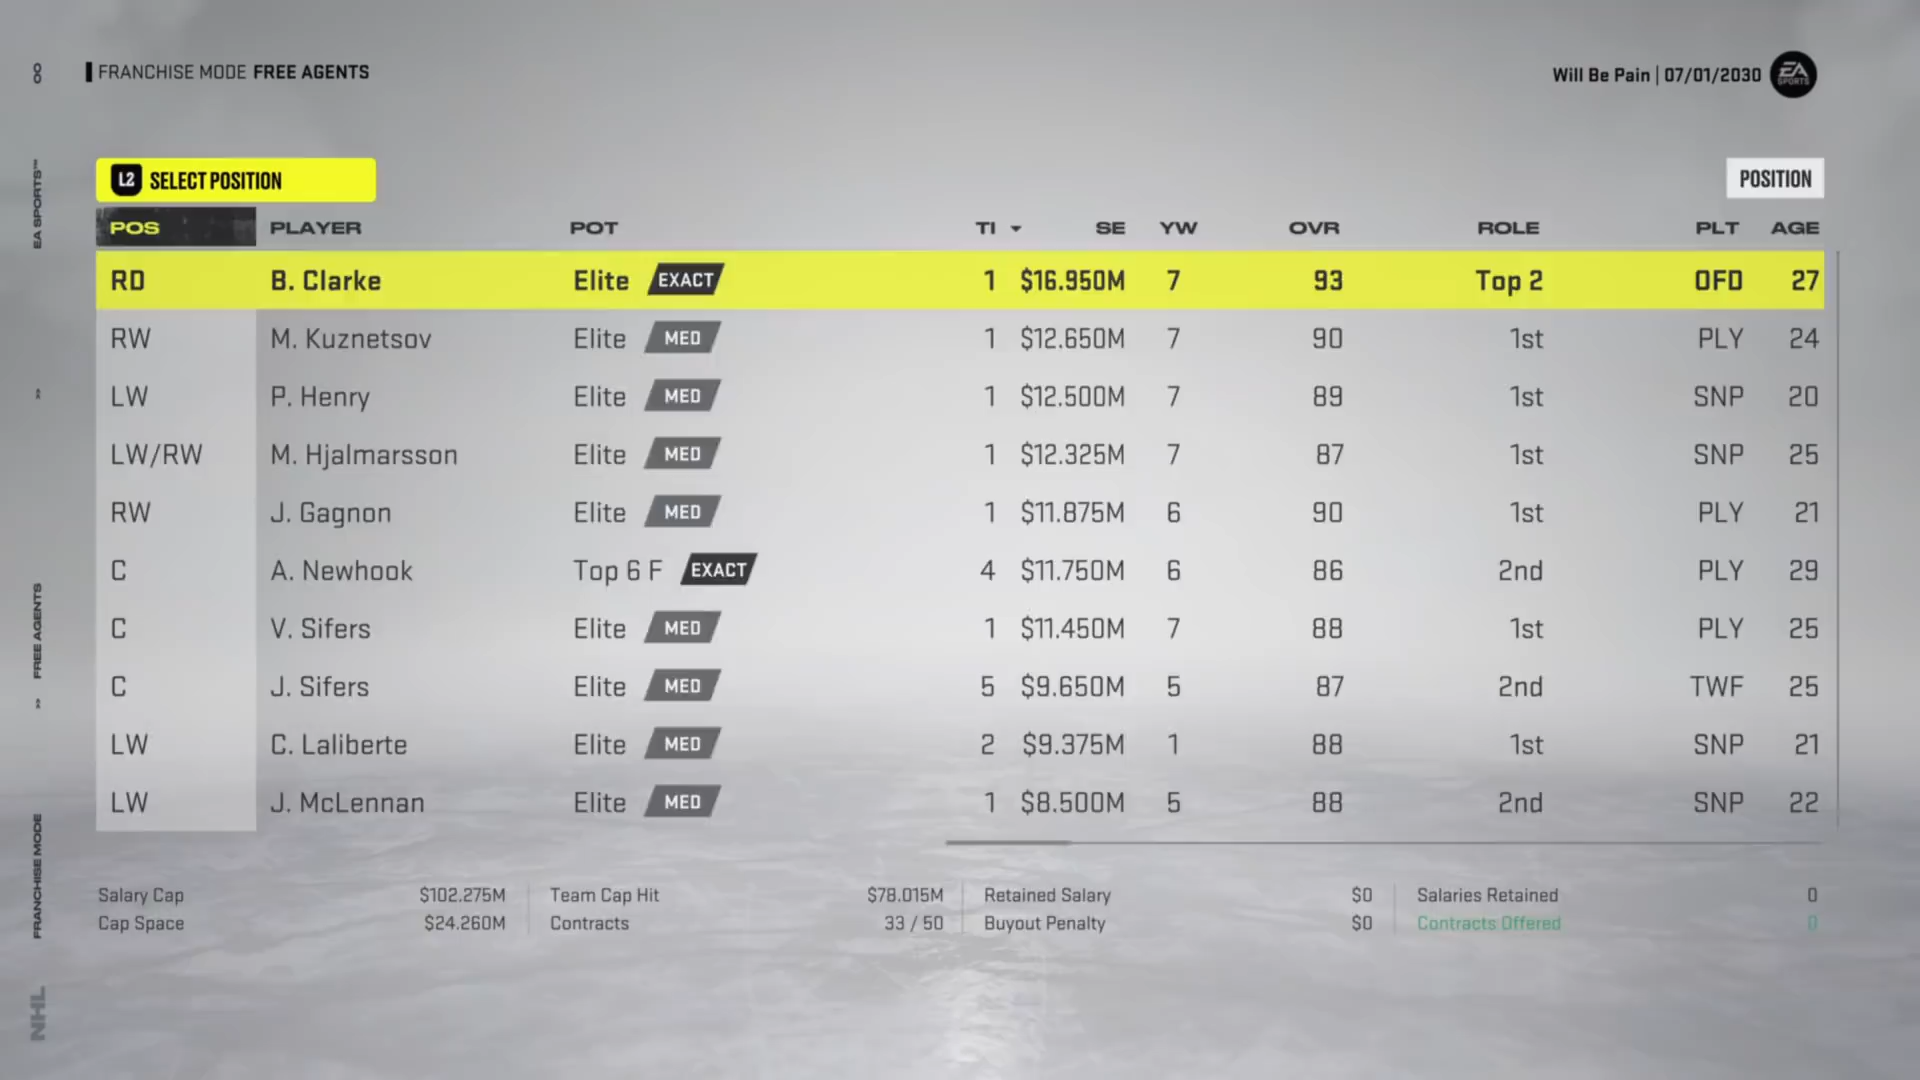 FRANCHISE MODE FREE AGENTS
Will Be Pain | 07/01/2030
EA SPORTS
L2 SELECT POSITION
POSITION
POS PLAYER POT TI SE YW OVR ROLE PLT AGE
RD B. Clarke Elite EXACT 1 $16.950M 7 93 Top 2 OFD 27
RW M. Kuznetsov Elite MED 1 $12.650M 7 90 1st PLY 24
LW P. Henry Elite MED 1 $12.500M 7 89 1st SNP 20
LW/RW M. Hjalmarsson Elite MED 1 $12.325M 7 87 1st SNP 25
RW J. Gagnon Elite MED 1 $11.875M 6 90 1st PLY 21
C A. Newhook Top 6 F EXACT 4 $11.750M 6 86 2nd PLY 29
C V. Sifers Elite MED 1 $11.450M 7 88 1st PLY 25
C J. Sifers Elite MED 5 $9.650M 5 87 2nd TWF 25
LW C. Laliberte Elite MED 2 $9.375M 1 88 1st SNP 21
LW J. McLennan Elite MED 1 $8.500M 5 88 2nd SNP 22
Salary Cap $102.275M Team Cap Hit $78.015M Retained Salary $0 Salaries Retained 0
Cap Space $24.260M Contracts 33 / 50 Buyout Penalty $0 Contracts Offered 0
NHL
FRANCHISE MODE
FREE AGENTS
EA SPORTS™